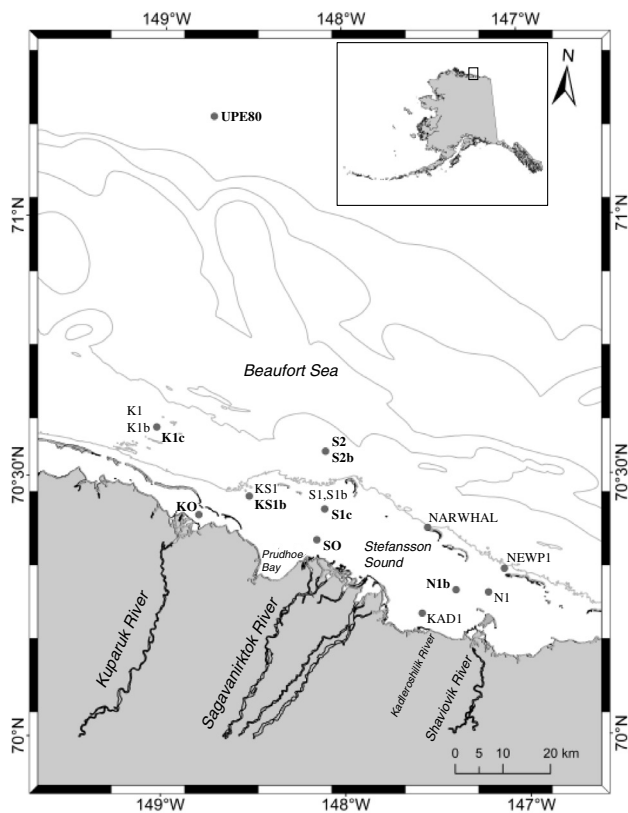 149°W 148°W 147°W
N
UPE80
71°N
71°N
Beaufort Sea
K1
K1b
K1c
S2
S2b
70°30'N
70°30'N
KS1
KS1b
S1,S1b
S1c
KO
NARWHAL
SO
Stefansson
Sound
Prudhoe
Bay
NEWP1
N1b
N1
KAD1
Kuparuk River
Sagavanirktok River
Kadleroshilik River
Shaviovik River
70°N
70°N
0 5 10 20 km
149°W 148°W 147°W